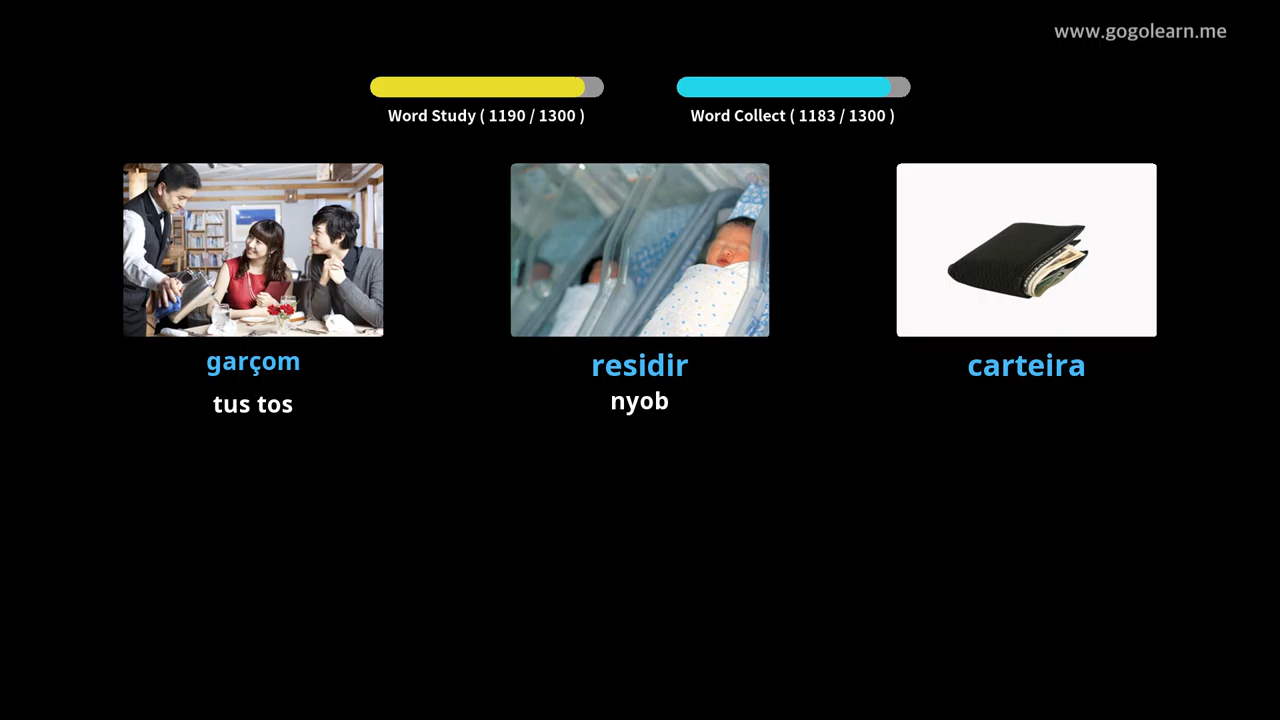 www.gogolearn.me
Word Study ( 1190 / 1300 )
Word Collect ( 1183 / 1300 )
garçom
tus tos
residir
nyob
carteira